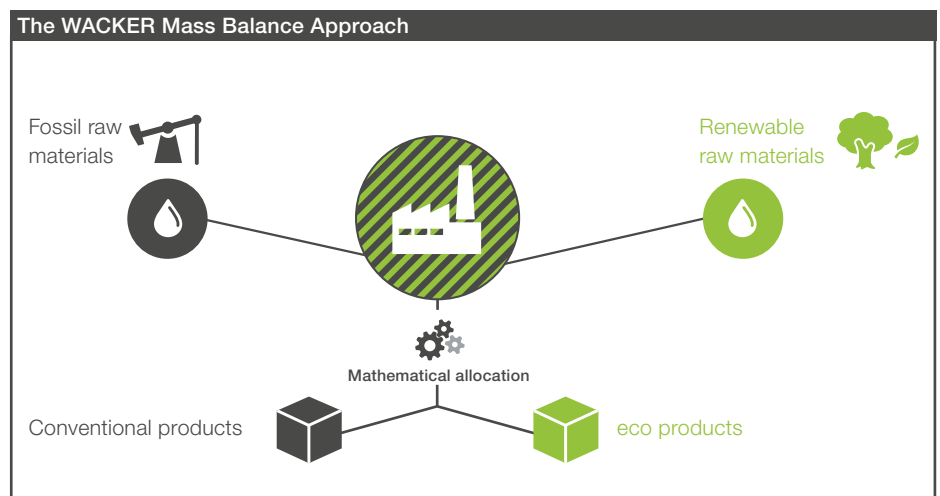 The WACKER Mass Balance Approach
Fossil raw
materials
Renewable
raw materials
Mathematical allocation
Conventional products
eco products